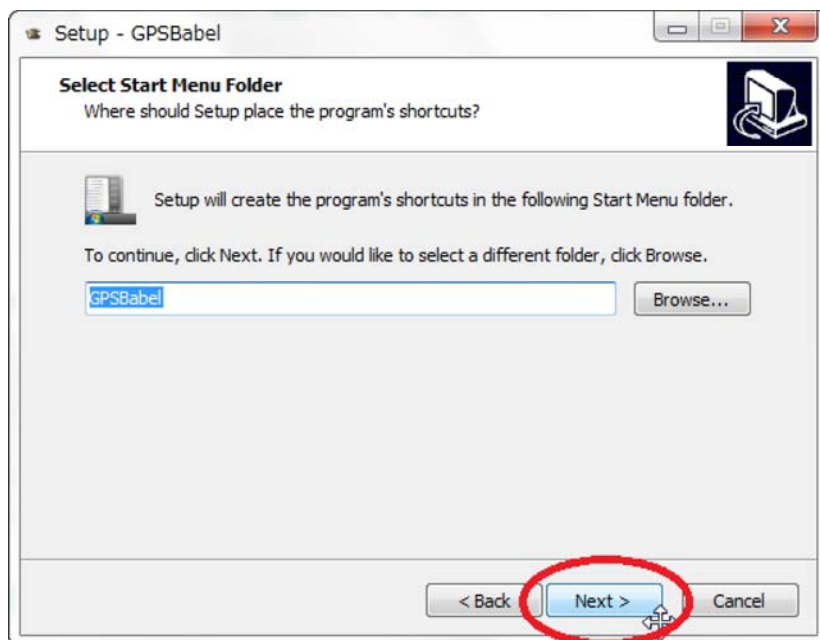 Setup - GPSBabel
Select Start Menu Folder
Where should Setup place the program's shortcuts?
Setup will create the program's shortcuts in the following Start Menu folder.
To continue, click Next. If you would like to select a different folder, click Browse.
GPSBabel
Browse...
< Back
Next >
Cancel